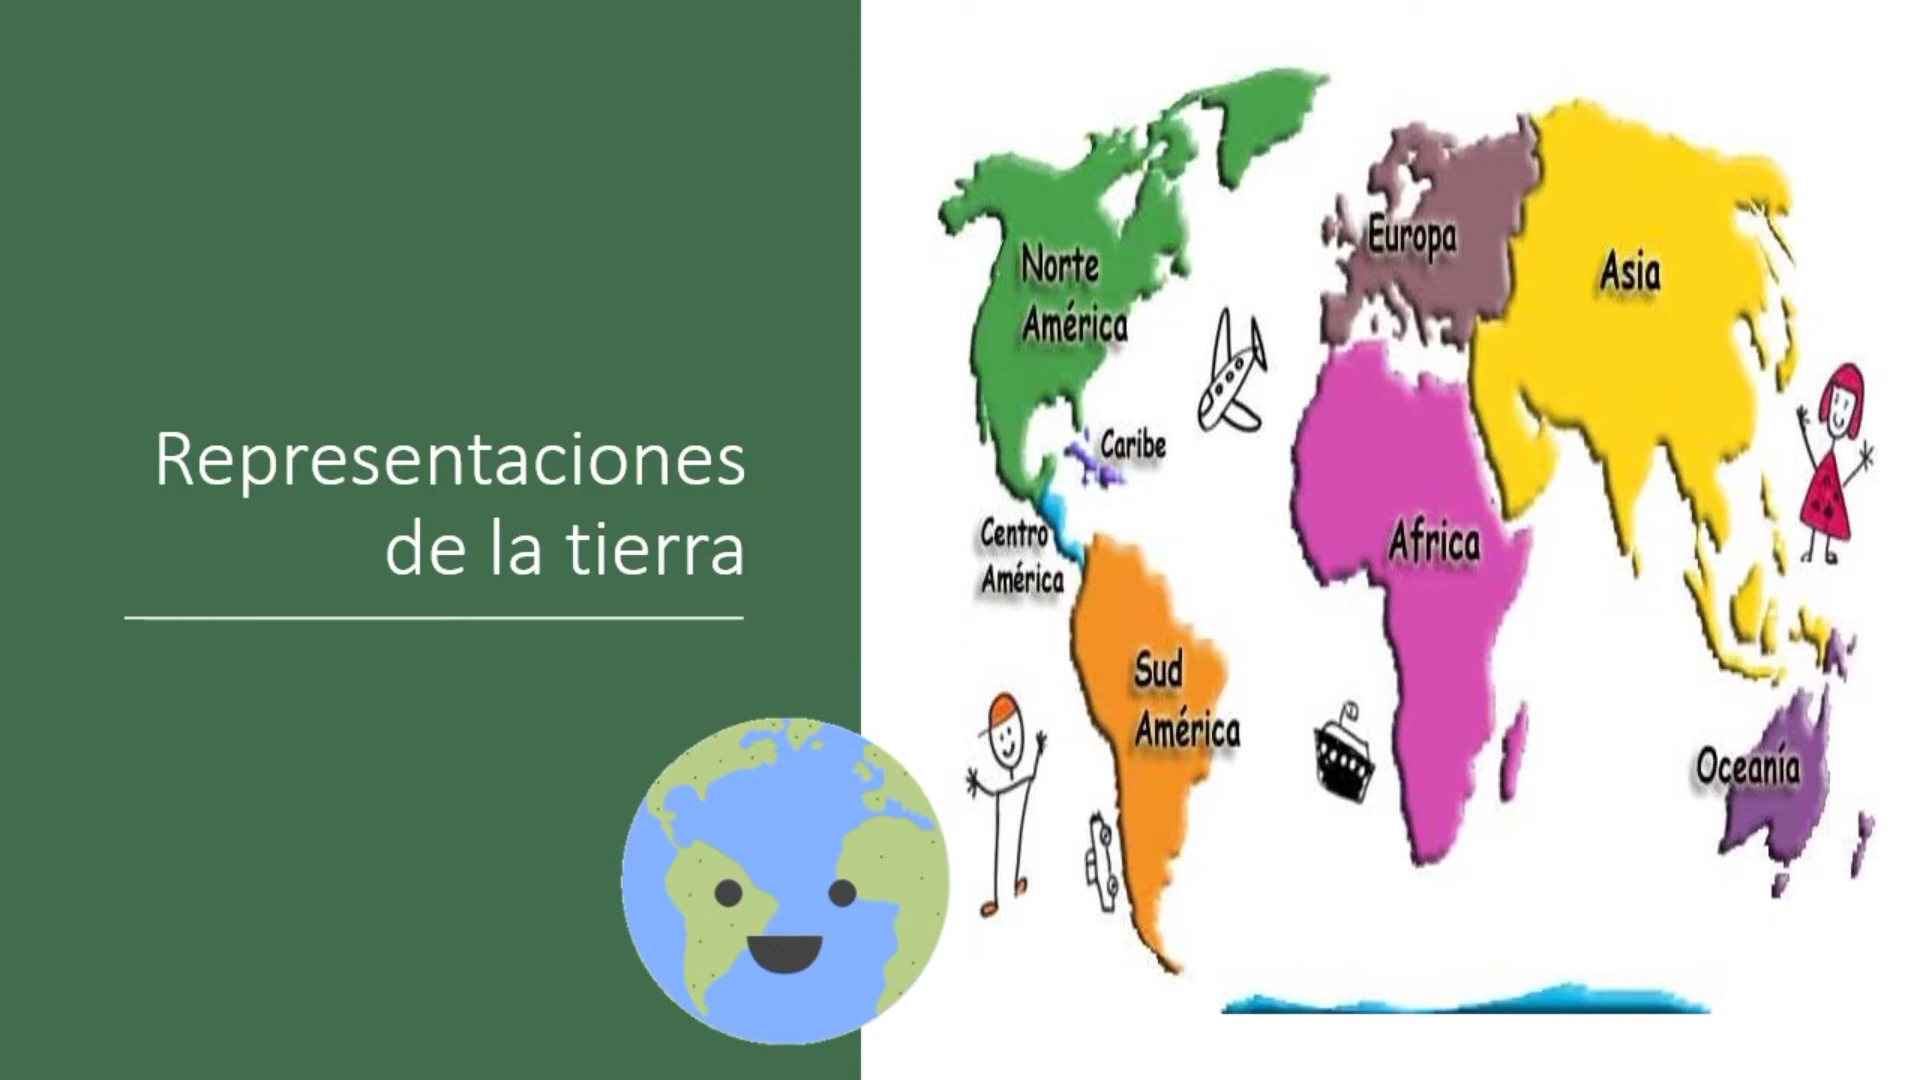 Representaciones
de la tierra
Norte
América
Europa
Asia
Caribe
Centro
América
Africa
Sud
América
Oceanía